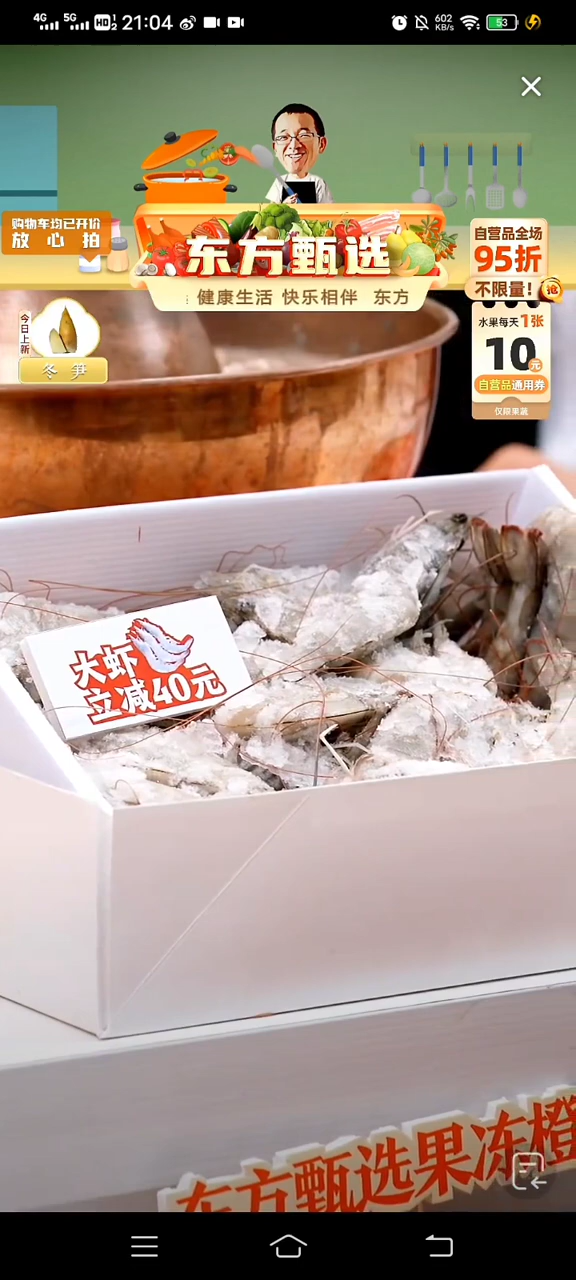 4G 5G HD 1 2 21:04 602 KB/s 53
购物车均已开价
放心拍
东方甄选
健康生活 快乐相伴 东方
自营品全场
95折
不限量! 抢
今日上新
冬笋
水果每天1张
10元
自营品通用券
仅限果蔬
大虾
立减40元
东方甄选果冻橙